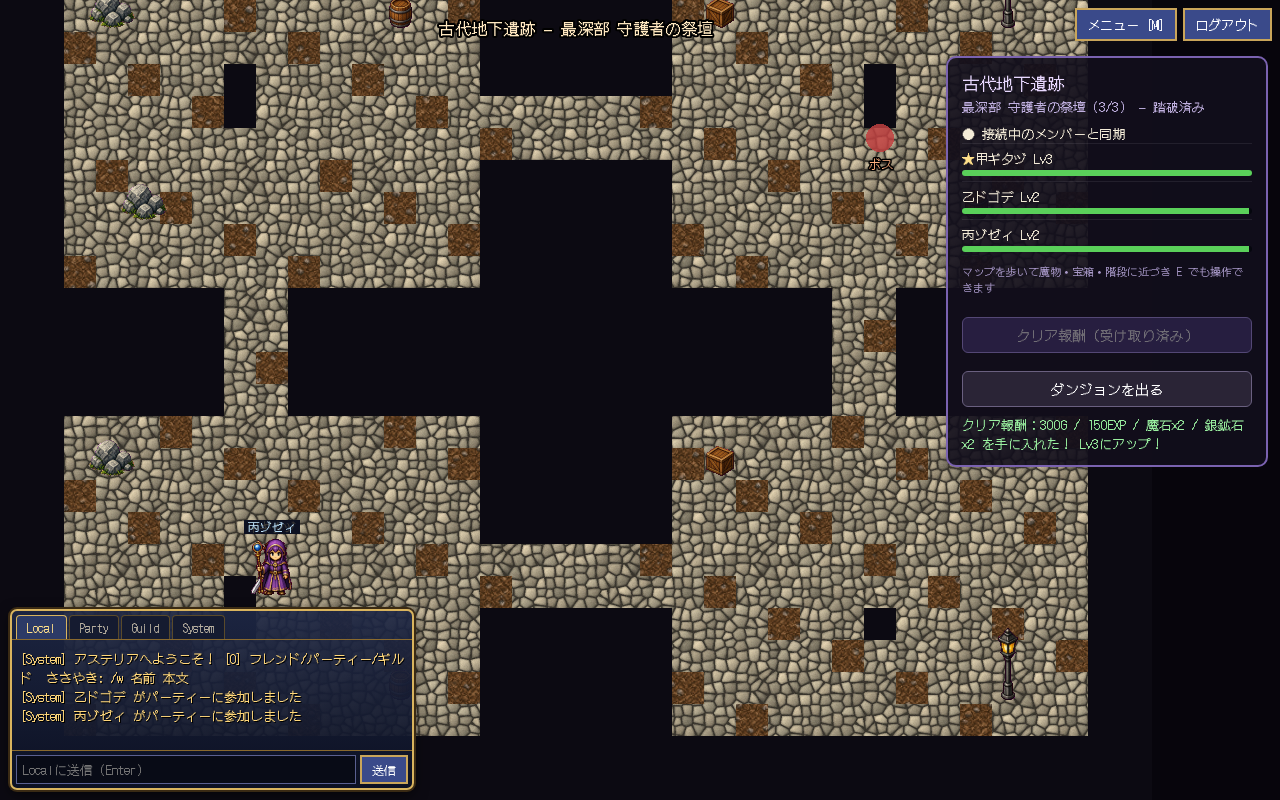 古代地下遺跡 – 最深部 守護者の祭壇
メニュー [M]
ログアウト
古代地下遺跡
最深部 守護者の祭壇（3/3） – 踏破済み
● 接続中のメンバーと同期
ボス
★甲ギタジ Lv3
乙ドゴデ Lv2
丙ゾゼィ Lv2
マップを歩いて魔物・宝箱・階段に近づき E でも操作で
きます
クリア報酬（受け取り済み）
ダンジョンを出る
クリア報酬：300G / 150EXP / 魔石x2 / 銀鉱石
x2 を手に入れた！ Lv3にアップ！
丙ゾゼィ
Local
Party
Guild
System
[System] アステリアへようこそ！ [O] フレンド/パーティー/ギル
ド ささやき: /w 名前 本文
[System] 乙ドゴデ がパーティーに参加しました
[System] 丙ゾゼィ がパーティーに参加しました
Localに送信（Enter）
送信